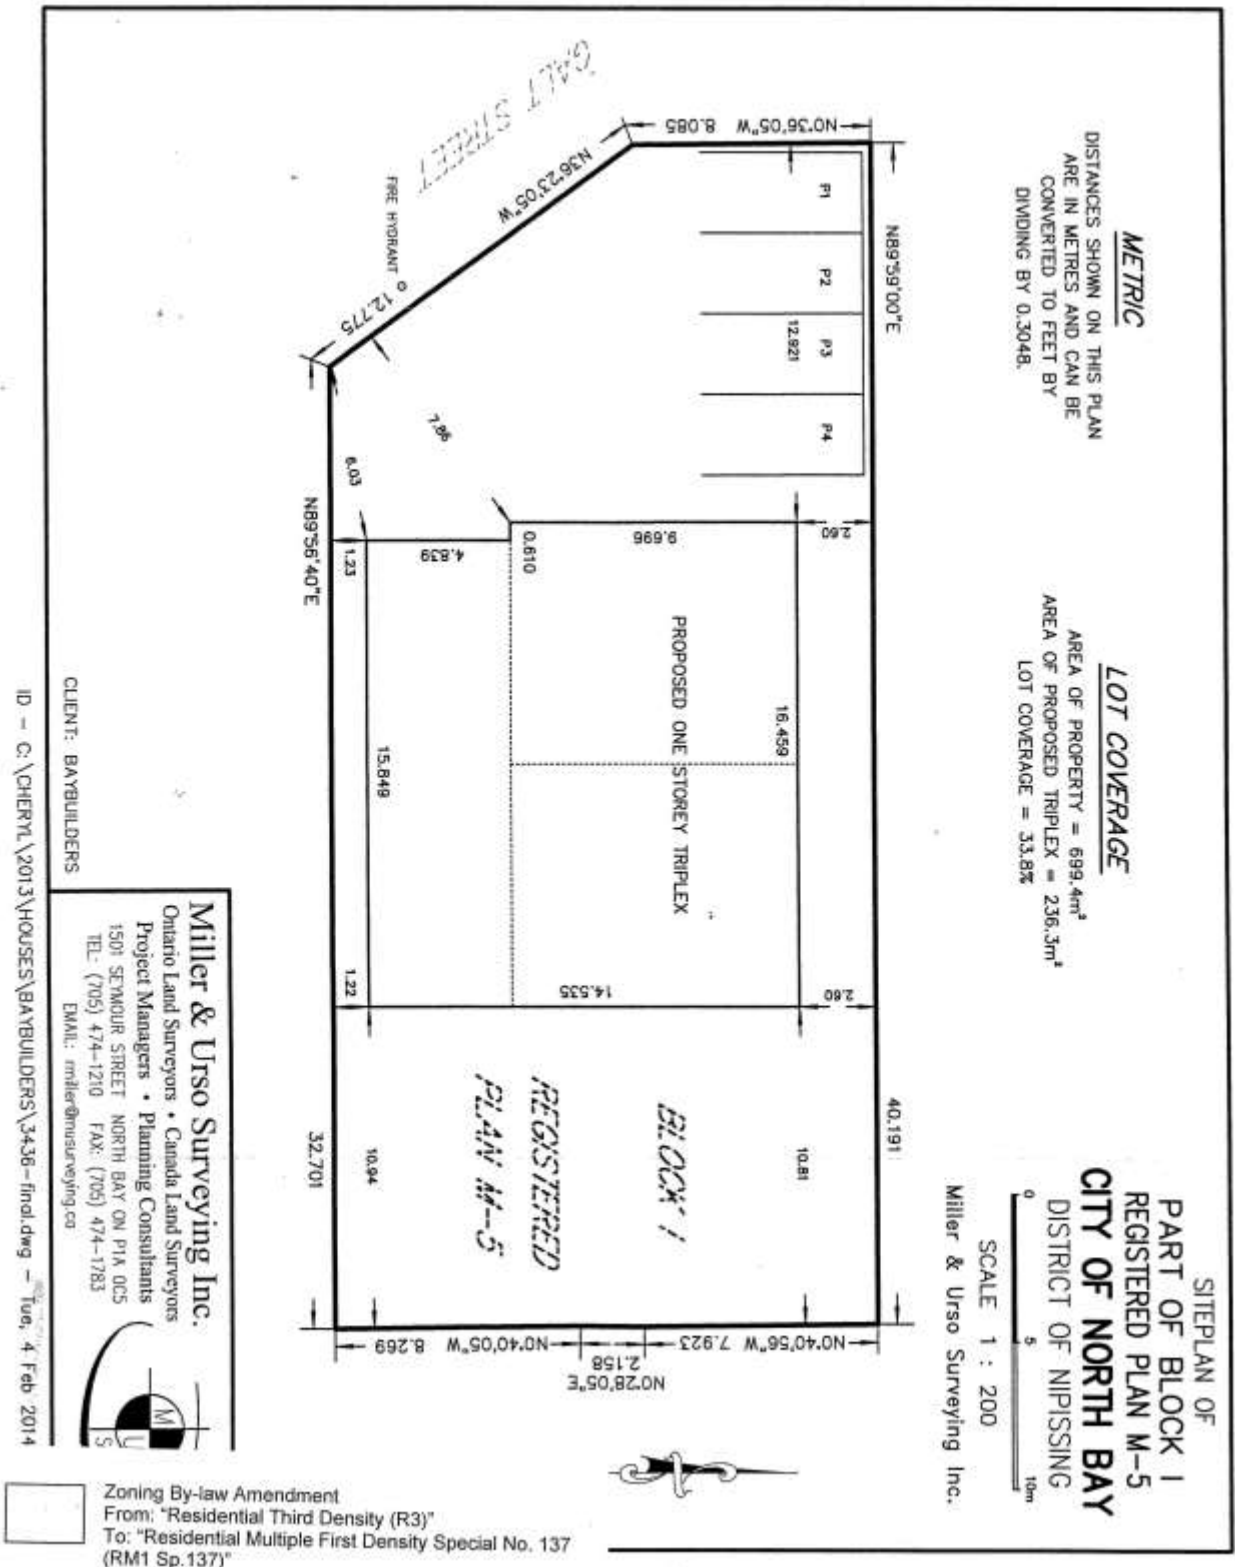 SITEPLAN OF
PART OF BLOCK I
REGISTERED PLAN M-5
CITY OF NORTH BAY
DISTRICT OF NIPISSING
0 5 10m
SCALE 1 : 200
Miller & Urso Surveying Inc.
LOT COVERAGE
AREA OF PROPERTY = 699.4m²
AREA OF PROPOSED TRIPLEX = 236.3m²
LOT COVERAGE = 33.8%
METRIC
DISTANCES SHOWN ON THIS PLAN
ARE IN METRES AND CAN BE
CONVERTED TO FEET BY
DIVIDING BY 0.3048.
N89°59'00"E
40.191
N0°36'05"W 8.085
P1
P2
P3
P4
12.921
2.60
2.60
16.459
10.81
9.696
PROPOSED ONE STOREY TRIPLEX
BLOCK I
REGISTERED
PLAN M-5
0.610
14.535
4.839
7.86
GALT STREET
N36°23'05"W
12.775
FIRE HYDRANT
6.03
1.23
15.849
1.22
10.94
N89°56'40"E
32.701
N0°40'56"W 7.923
2.158
N0°28'05"E
N0°40'05"W 8.269
Miller & Urso Surveying Inc.
Ontario Land Surveyors • Canada Land Surveyors
Project Managers • Planning Consultants
1501 SEYMOUR STREET NORTH BAY ON P1A 0C5
TEL: (705) 474-1210 FAX: (705) 474-1783
EMAIL: rmiller@musurveying.ca
M
U
S
CLIENT: BAYBUILDERS
ID - C:\CHERYL\2013\HOUSES\BAYBUILDERS\3436-final.dwg - Tue, 4 Feb 2014
Zoning By-law Amendment
From: "Residential Third Density (R3)"
To: "Residential Multiple First Density Special No. 137
(RM1 Sp.137)"